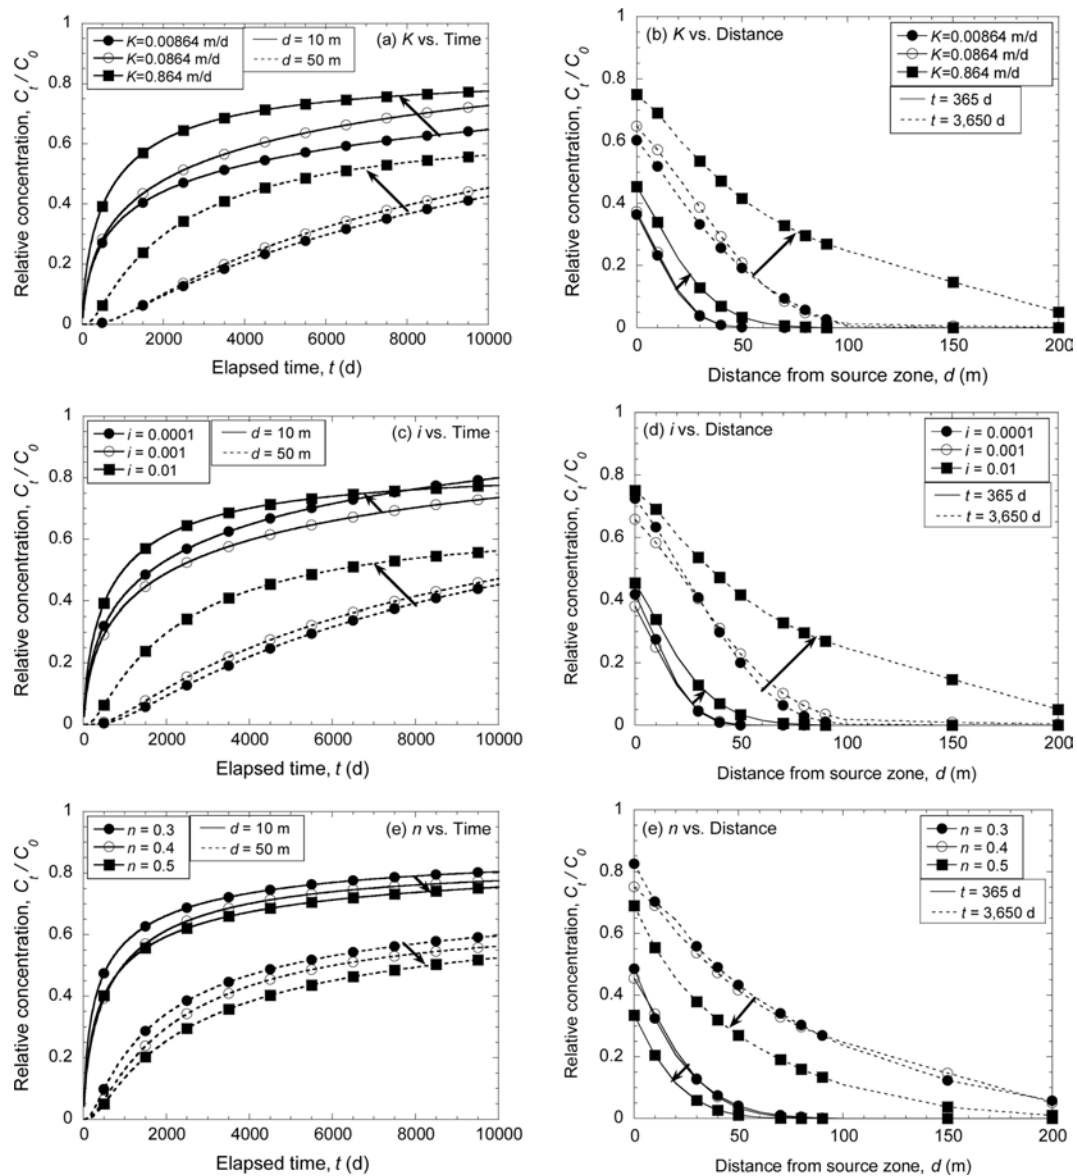 (a) K vs. Time
K=0.00864 m/d
K=0.0864 m/d
K=0.864 m/d
d = 10 m
d = 50 m
Relative concentration, Ct / C0
1
0.8
0.6
0.4
0.2
0
0 2000 4000 6000 8000 10000
Elapsed time, t (d)
(b) K vs. Distance
K=0.00864 m/d
K=0.0864 m/d
K=0.864 m/d
t = 365 d
t = 3,650 d
Relative concentration, Ct / C0
1
0.8
0.6
0.4
0.2
0
0 50 100 150 200
Distance from source zone, d (m)
(c) i vs. Time
i = 0.0001
i = 0.001
i = 0.01
d = 10 m
d = 50 m
Relative concentration, Ct / C0
1
0.8
0.6
0.4
0.2
0
0 2000 4000 6000 8000 10000
Elapsed time, t (d)
(d) i vs. Distance
i = 0.0001
i = 0.001
i = 0.01
t = 365 d
t = 3,650 d
Relative concentration, Ct / C0
1
0.8
0.6
0.4
0.2
0
0 50 100 150 200
Distance from source zone, d (m)
(e) n vs. Time
n = 0.3
n = 0.4
n = 0.5
d = 10 m
d = 50 m
Relative concentration, Ct / C0
1
0.8
0.6
0.4
0.2
0
0 2000 4000 6000 8000 10000
Elapsed time, t (d)
(e) n vs. Distance
n = 0.3
n = 0.4
n = 0.5
t = 365 d
t = 3,650 d
Relative concentration, Ct / C0
1
0.8
0.6
0.4
0.2
0
0 50 100 150 200
Distance from source zone, d (m)